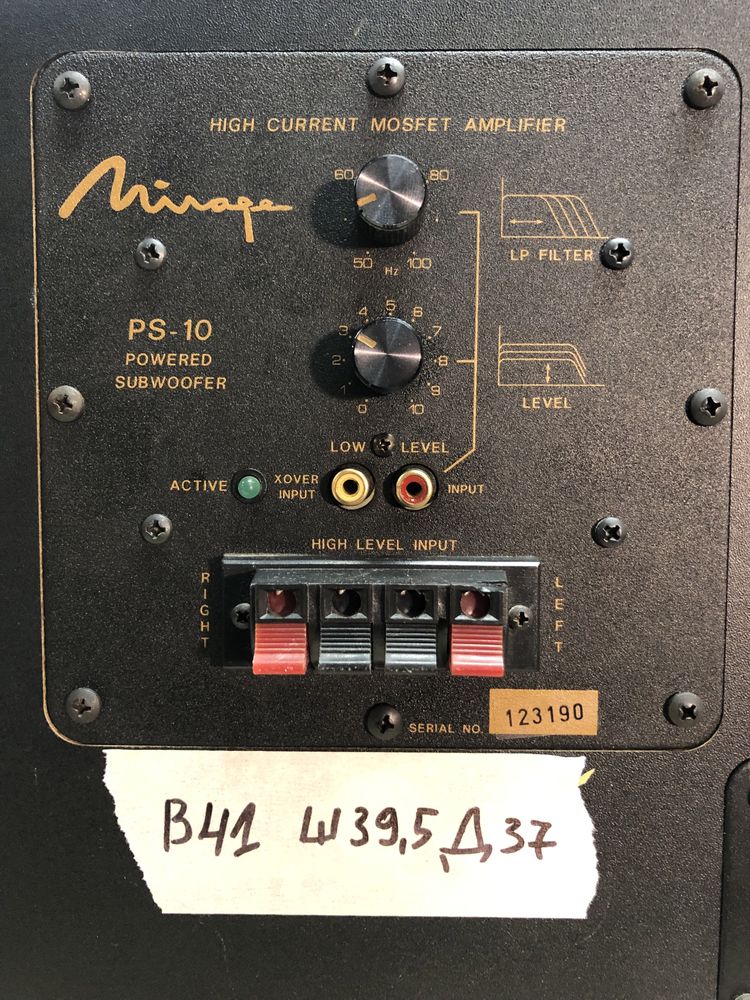 HIGH CURRENT MOSFET AMPLIFIER
Mirage
60 80
50 Hz 100
LP FILTER
PS-10
POWERED
SUBWOOFER
0 1 2 3 4 5 6 7 8 9 10
LEVEL
LOW LEVEL
ACTIVE
XOVER
INPUT
INPUT
HIGH LEVEL INPUT
RIGHT
LEFT
SERIAL NO. 123190
В41 Ш39,5 Д37